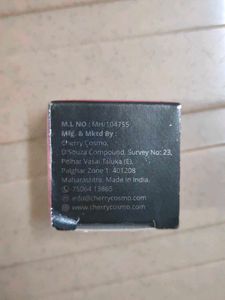 M.L NO : MH/104755
Mfg. & Mktd By :
Cherry Cosmo,
D'Souza Compound, Survey No: 23,
Pelhar Vasai Taluka (E),
Palghar Zone 1: 401208
Maharashtra. Made In India.
75064 13865
info@cherrycosmo.com
www.cherrycosmo.com